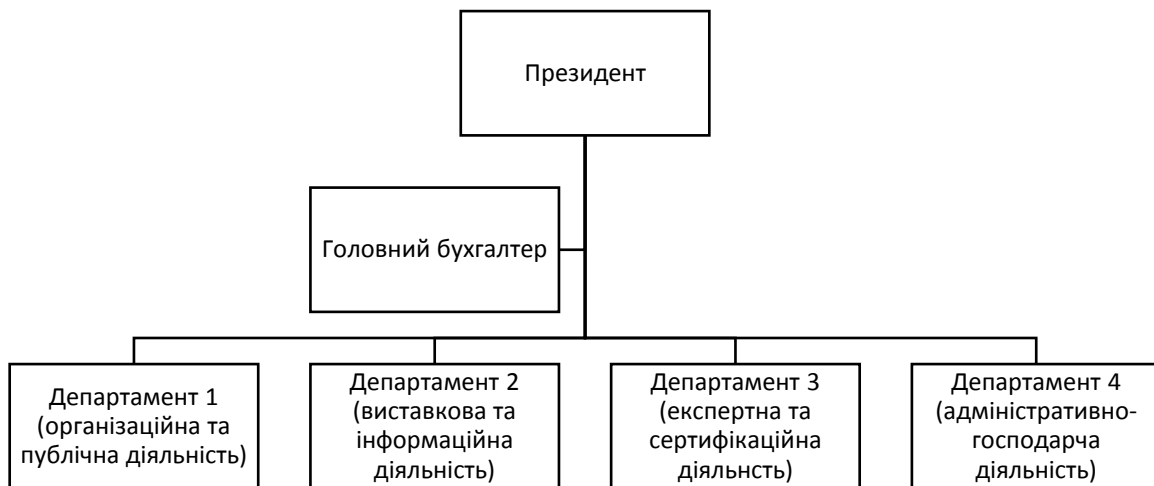 Президент
Головний бухгалтер
Департамент 1
(організаційна та
публічна діяльність)
Департамент 2
(виставкова та
інформаційна
діяльність)
Департамент 3
(експертна та
сертифікаційна
діяльнсть)
Департамент 4
(адміністративно-
господарча
діяльність)